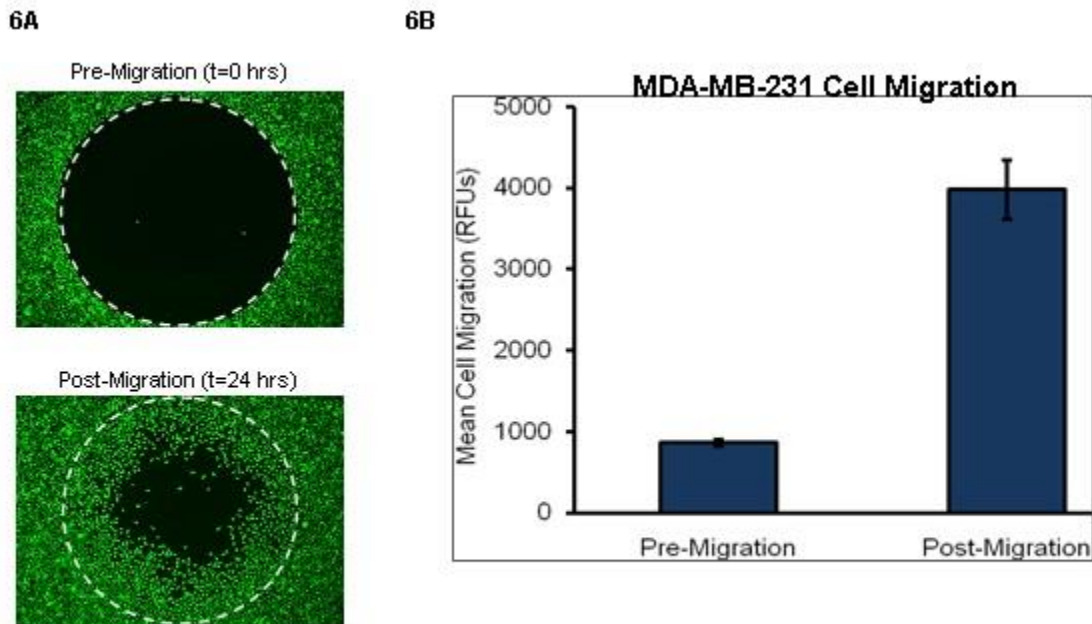 6A
Pre-Migration (t=0 hrs)
Post-Migration (t=24 hrs)
6B
MDA-MB-231 Cell Migration
Mean Cell Migration (RFUs)
5000
4000
3000
2000
1000
0
Pre-Migration
Post-Migration